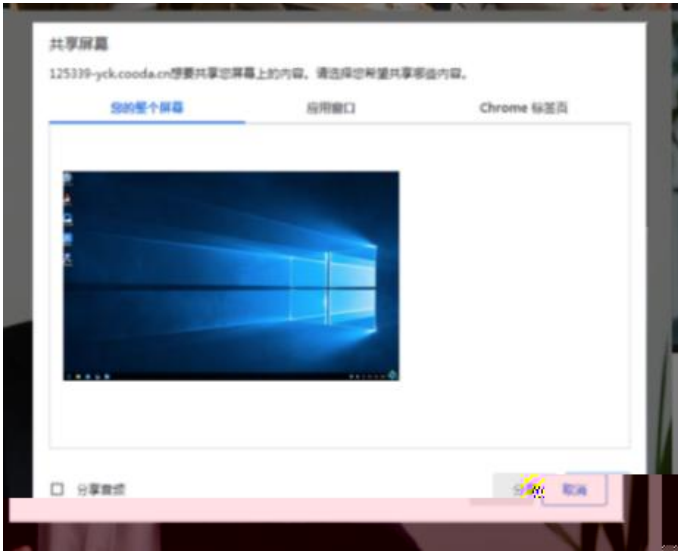 共享屏幕
125339-yck.cooda.cn想要共享您屏幕上的内容。请选择您希望共享哪些内容。
您的整个屏幕
应用窗口
Chrome 标签页
分享音频
取消